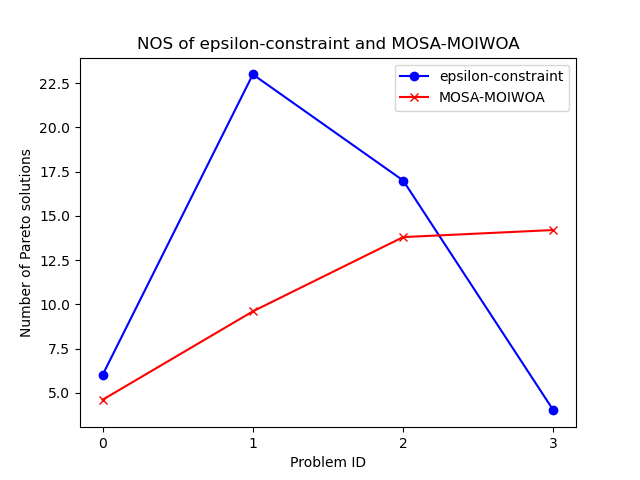 NOS of epsilon-constraint and MOSA-MOIWOA
epsilon-constraint
MOSA-MOIWOA
Number of Pareto solutions
22.5
20.0
17.5
15.0
12.5
10.0
7.5
5.0
0 1 2 3
Problem ID